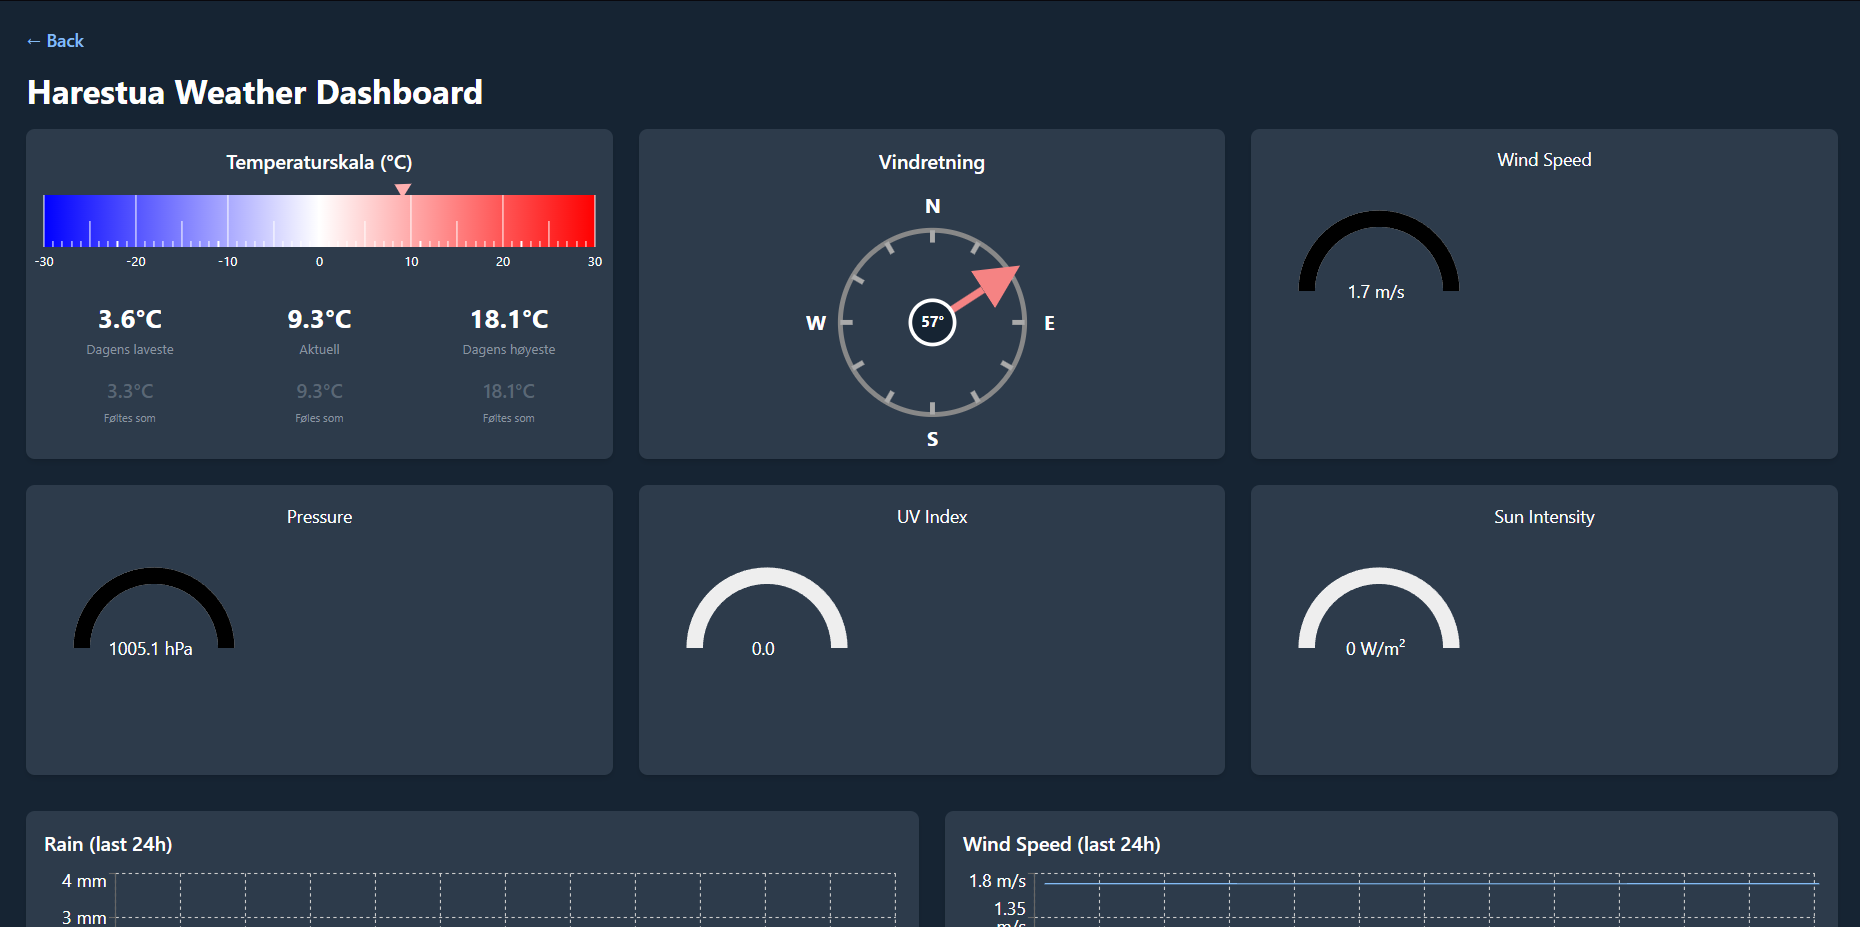 ← Back
Harestua Weather Dashboard
Temperaturskala (°C)
-30 -20 -10 0 10 20 30
3.6°C 9.3°C 18.1°C
Dagens laveste Aktuell Dagens høyeste
3.3°C 9.3°C 18.1°C
Føltes som Føles som Føltes som
Vindretning
N
W 57° E
S
Wind Speed
1.7 m/s
Pressure
1005.1 hPa
UV Index
0.0
Sun Intensity
0 W/m²
Rain (last 24h)
4 mm
3 mm
Wind Speed (last 24h)
1.8 m/s
1.35
m/s